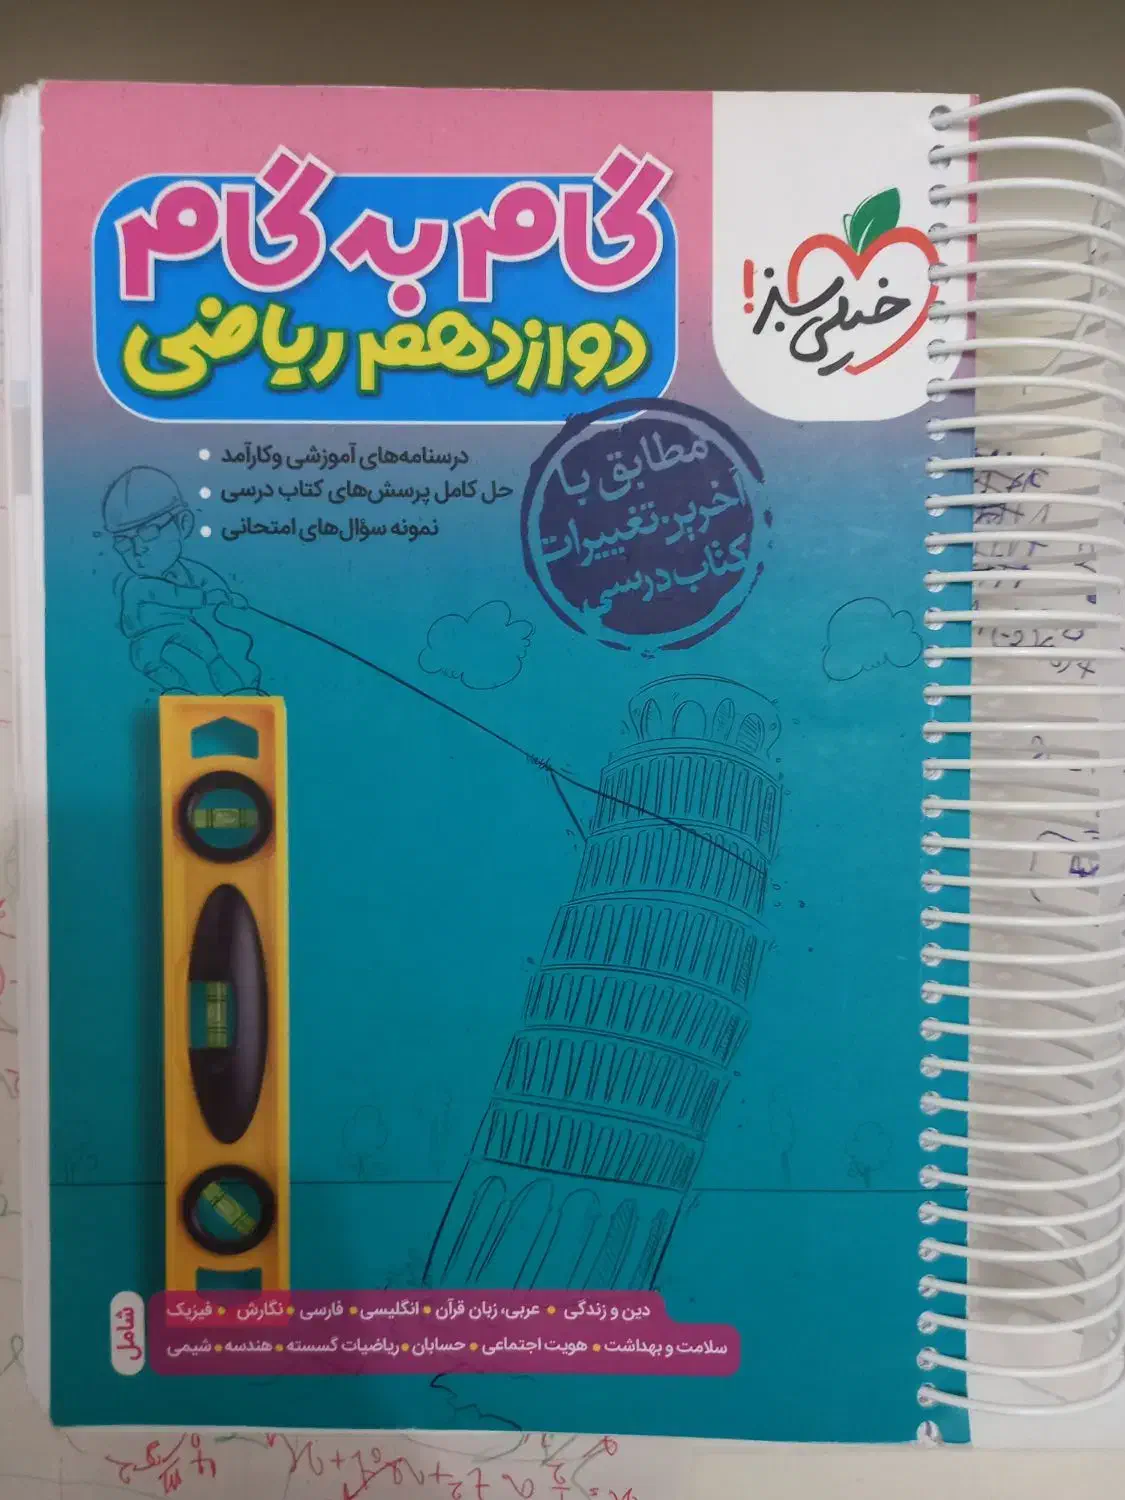 گام به گام
دوازدهم ریاضی
خیلی سبز!
درسنامه‌های آموزشی و کارآمد
حل کامل پرسش‌های کتاب درسی
نمونه سؤال‌های امتحانی
مطابق با
آخرین تغییرات
کتاب درسی
شامل
دین و زندگی • عربی، زبان قرآن • انگلیسی • فارسی • نگارش • فیزیک
سلامت و بهداشت • هویت اجتماعی • حسابان • ریاضیات گسسته • هندسه • شیمی